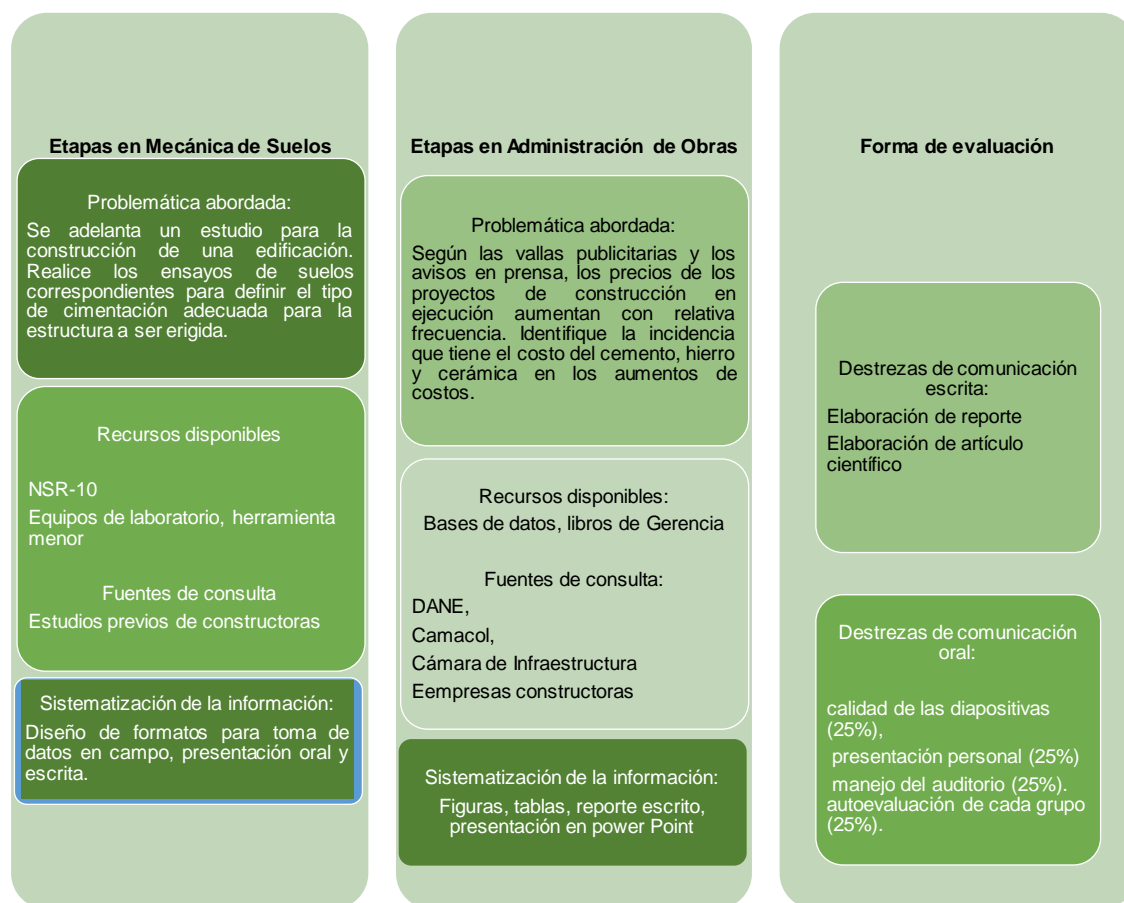 Etapas en Mecánica de Suelos
Problemática abordada:
Se adelanta un estudio para la
construcción de una edificación.
Realice los ensayos de suelos
correspondientes para definir el tipo
de cimentación adecuada para la
estructura a ser erigida.
Recursos disponibles
NSR-10
Equipos de laboratorio, herramienta
menor
Fuentes de consulta
Estudios previos de constructoras
Sistematización de la información:
Diseño de formatos para toma de
datos en campo, presentación oral y
escrita.
Etapas en Administración de Obras
Problemática abordada:
Según las vallas publicitarias y los
avisos en prensa, los precios de los
proyectos de construcción en
ejecución aumentan con relativa
frecuencia. Identifique la incidencia
que tiene el costo del cemento, hierro
y cerámica en los aumentos de
costos.
Recursos disponibles:
Bases de datos, libros de Gerencia
Fuentes de consulta:
DANE,
Camacol,
Cámara de Infraestructura
Eempresas constructoras
Sistematización de la información:
Figuras, tablas, reporte escrito,
presentación en power Point
Forma de evaluación
Destrezas de comunicación
escrita:
Elaboración de reporte
Elaboración de artículo
científico
Destrezas de comunicación
oral:
calidad de las diapositivas
(25%),
presentación personal (25%)
manejo del auditorio (25%).
autoevaluación de cada grupo
(25%).